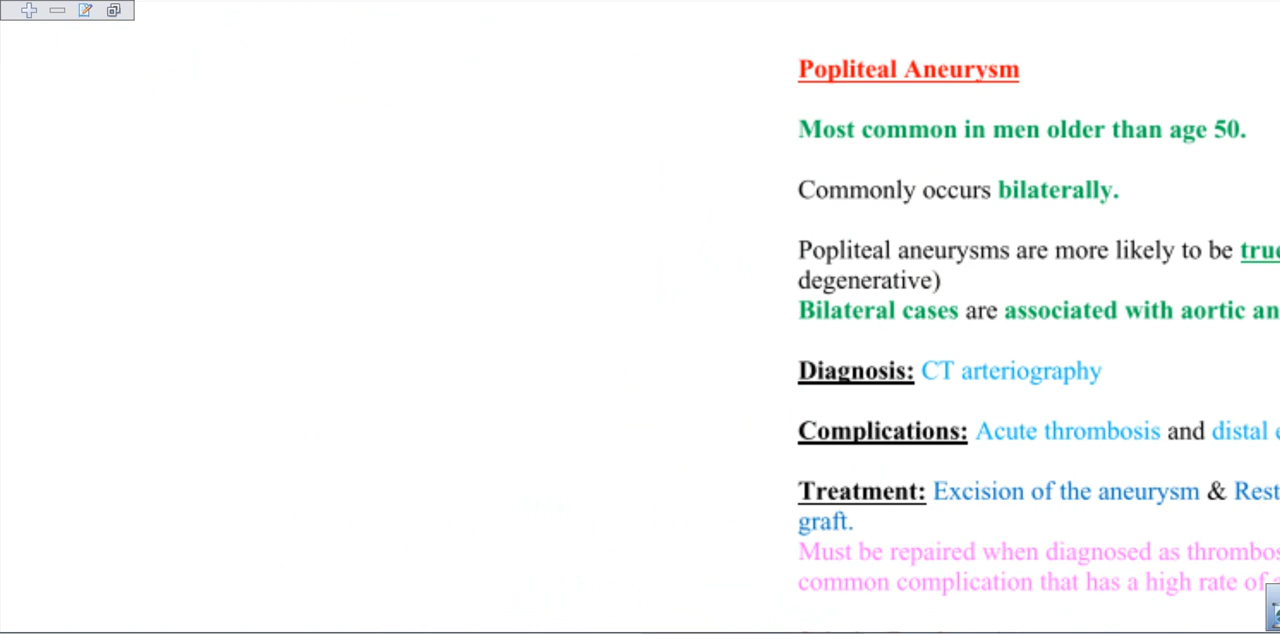 Popliteal Aneurysm
Most common in men older than age 50.
Commonly occurs bilaterally.
Popliteal aneurysms are more likely to be
degenerative)
Bilateral cases are associated with aortic
Diagnosis: CT arteriography
Complications: Acute thrombosis and distal
Treatment: Excision of the aneurysm &
graft.
Must be repaired when diagnosed as
common complication that has a high rate of